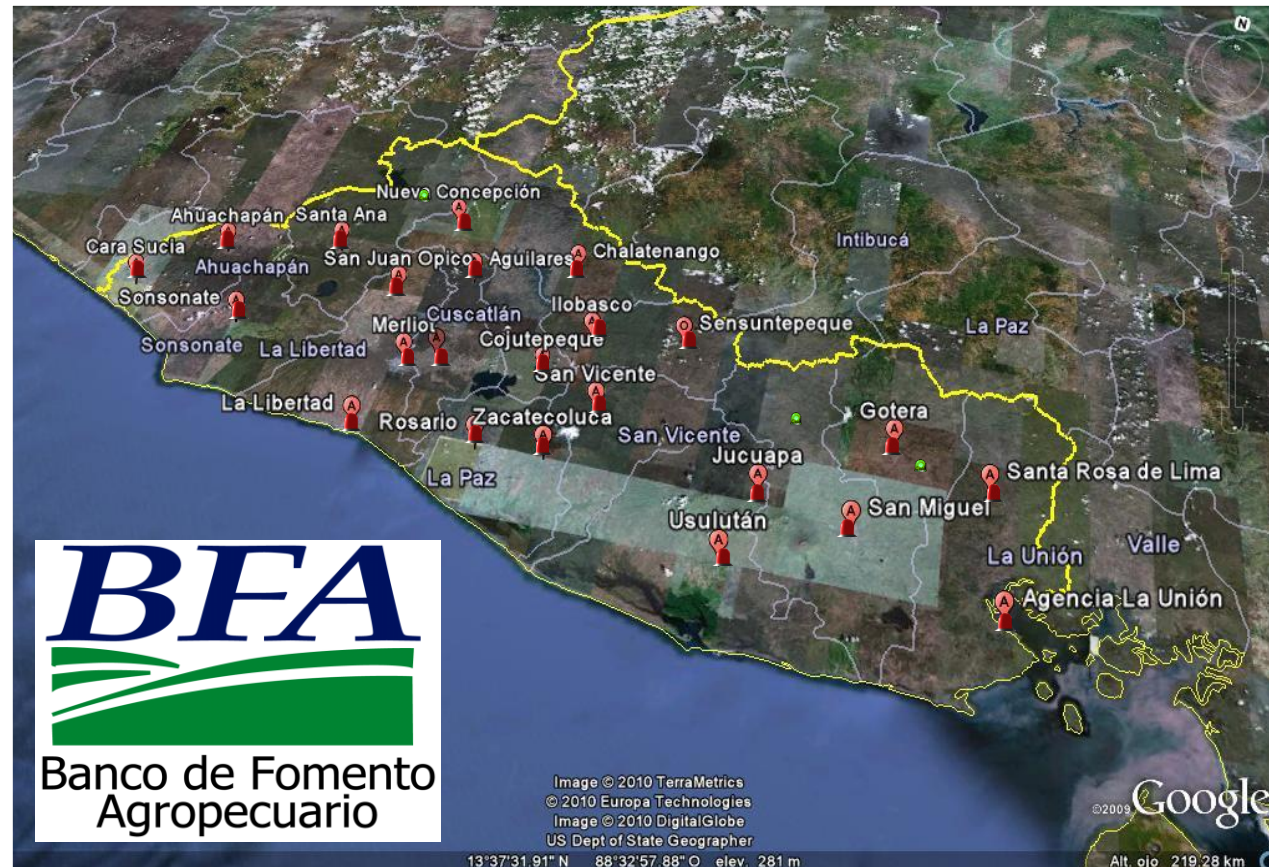 N
Nueva Concepción
Ahuachapán
Santa Ana
Cara Sucia
Ahuachapán
San Juan Opico
Aguilares
Chalatenango
Intibucá
Sonsonate
Ilobasco
Merliot
Cuscatlán
Sensuntepeque
La Paz
Sonsonate
La Libertad
Cojutepeque
San Vicente
La Libertad
Rosario
Zacatecoluca
San Vicente
Gotera
Jucuapa
La Paz
Santa Rosa de Lima
Usulután
San Miguel
La Unión
Valle
Agencia La Unión
BFA
Banco de Fomento
Agropecuario
Image © 2010 TerraMetrics
© 2010 Europa Technologies
Image © 2010 DigitalGlobe
US Dept of State Geographer
©2009 Google
13°37'31.91" N 88°32'57.88" O elev. 281 m
Alt. ojo 219.28 km